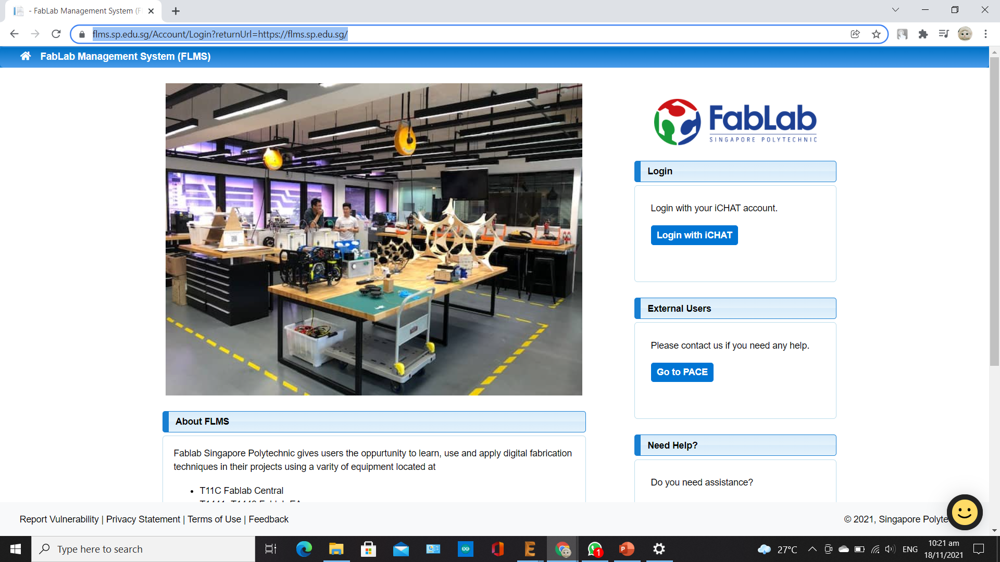 - FabLab Management System (F
flms.sp.edu.sg/Account/Login?returnUrl=https://flms.sp.edu.sg/
FabLab Management System (FLMS)
FabLab
SINGAPORE POLYTECHNIC
Login
Login with your iCHAT account.
Login with iCHAT
External Users
Please contact us if you need any help.
Go to PACE
About FLMS
Fablab Singapore Polytechnic gives users the oppurtunity to learn, use and apply digital fabrication
techniques in their projects using a varity of equipment located at
• T11C Fablab Central
Need Help?
Do you need assistance?
Report Vulnerability | Privacy Statement | Terms of Use | Feedback
© 2021, Singapore Polyte
Type here to search
1
27°C
ENG
10:21 am
18/11/2021